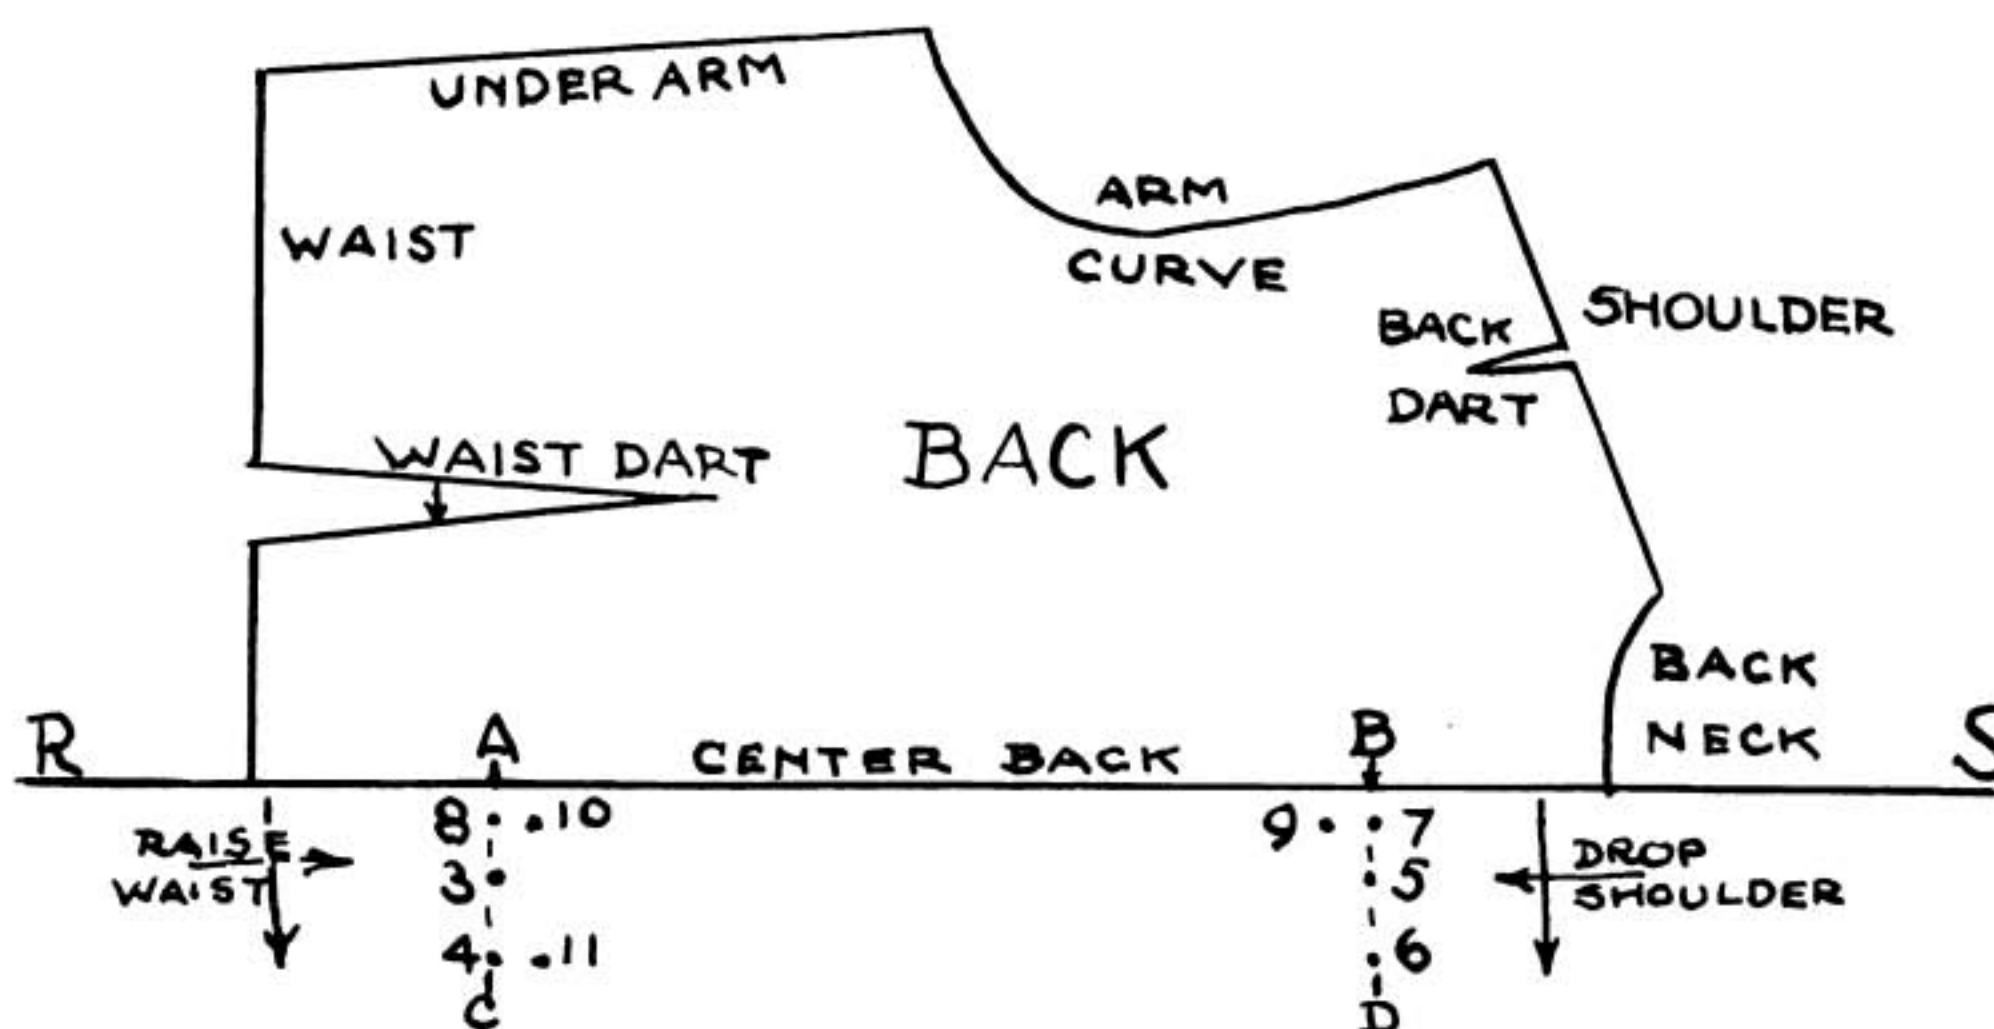 UNDER ARM
WAIST
ARM
CURVE
SHOULDER
BACK
DART
WAIST DART
BACK
BACK
NECK
R
A
CENTER BACK
B
S
8 . .10
9 . . 7
RAISE
WAIST
3 .
. 5
DROP
SHOULDER
4 . .11
. 6
C
D